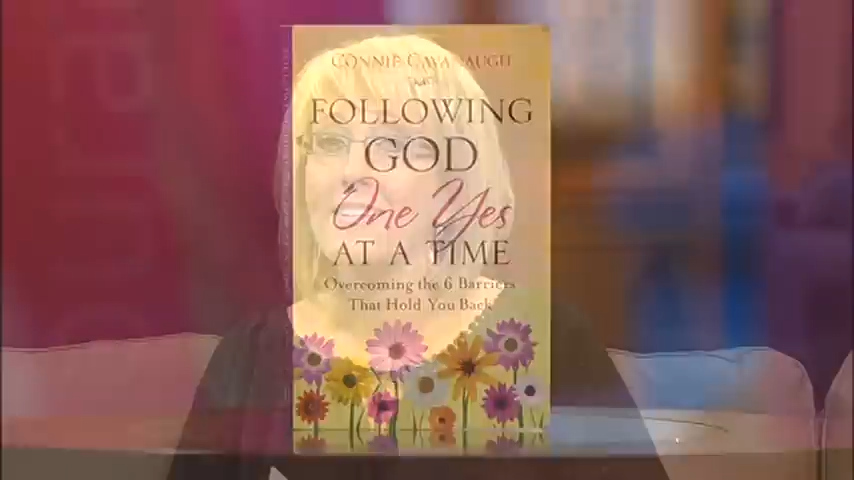 CONNIE CAVANAUGH
FOLLOWING
GOD
One Yes
AT A TIME
Overcoming the 6 Barriers
That Hold You Back